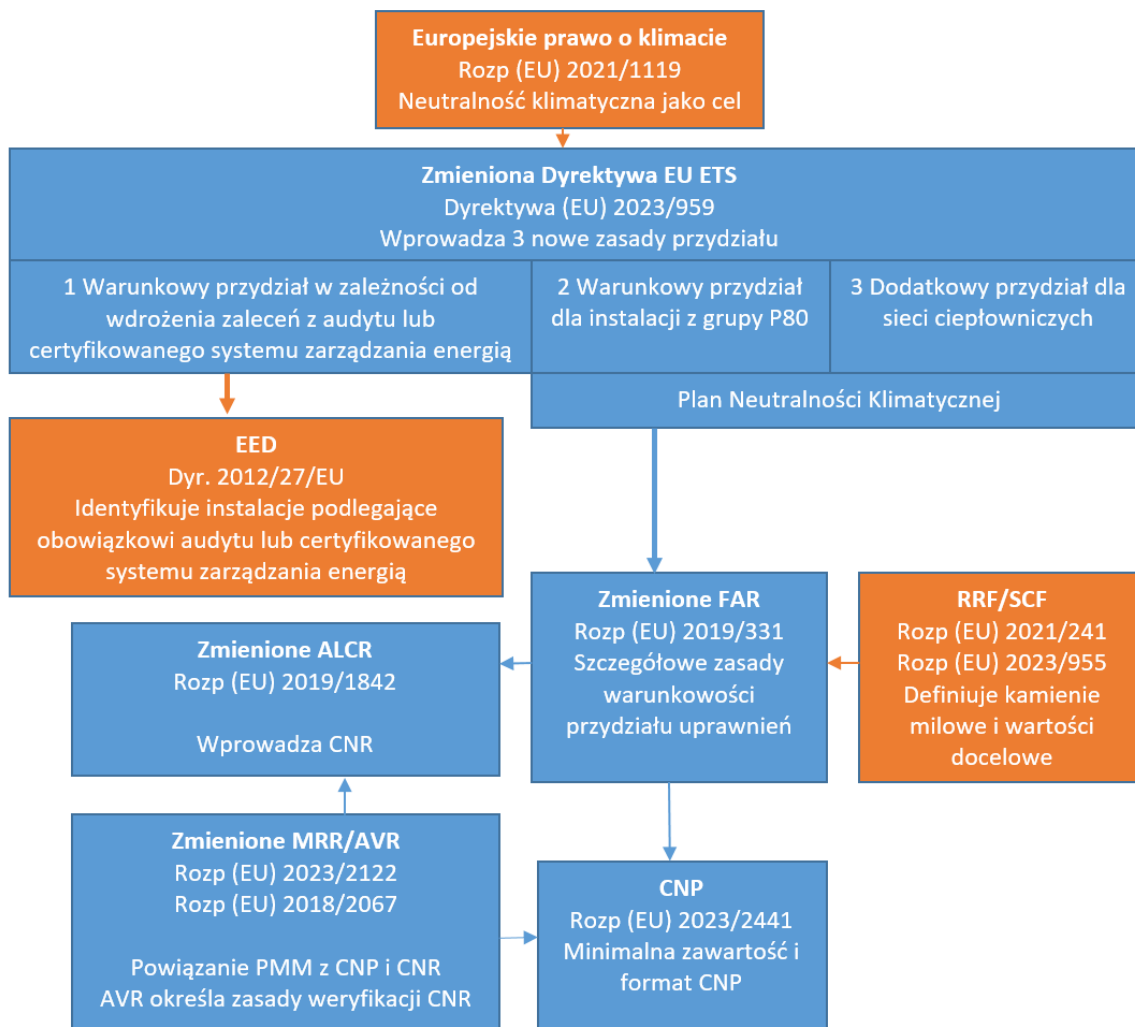 Europejskie prawo o klimacie
Rozp (EU) 2021/1119
Neutralność klimatyczna jako cel
Zmieniona Dyrektywa EU ETS
Dyrektywa (EU) 2023/959
Wprowadza 3 nowe zasady przydziału
1 Warunkowy przydział w zależności od
wdrożenia zaleceń z audytu lub
certyfikowanego systemu zarządzania energią
2 Warunkowy przydział
dla instalacji z grupy P80
3 Dodatkowy przydział dla
sieci ciepłowniczych
Plan Neutralności Klimatycznej
EED
Dyr. 2012/27/EU
Identyfikuje instalacje podlegające
obowiązkowi audytu lub certyfikowanego
systemu zarządzania energią
Zmienione FAR
Rozp (EU) 2019/331
Szczegółowe zasady
warunkowości
przydziału uprawnień
RRF/SCF
Rozp (EU) 2021/241
Rozp (EU) 2023/955
Definiuje kamienie
milowe i wartości
docelowe
Zmienione ALCR
Rozp (EU) 2019/1842
Wprowadza CNR
Zmienione MRR/AVR
Rozp (EU) 2023/2122
Rozp (EU) 2018/2067
Powiązanie PMM z CNP i CNR
AVR określa zasady weryfikacji CNR
CNP
Rozp (EU) 2023/2441
Minimalna zawartość i
format CNP